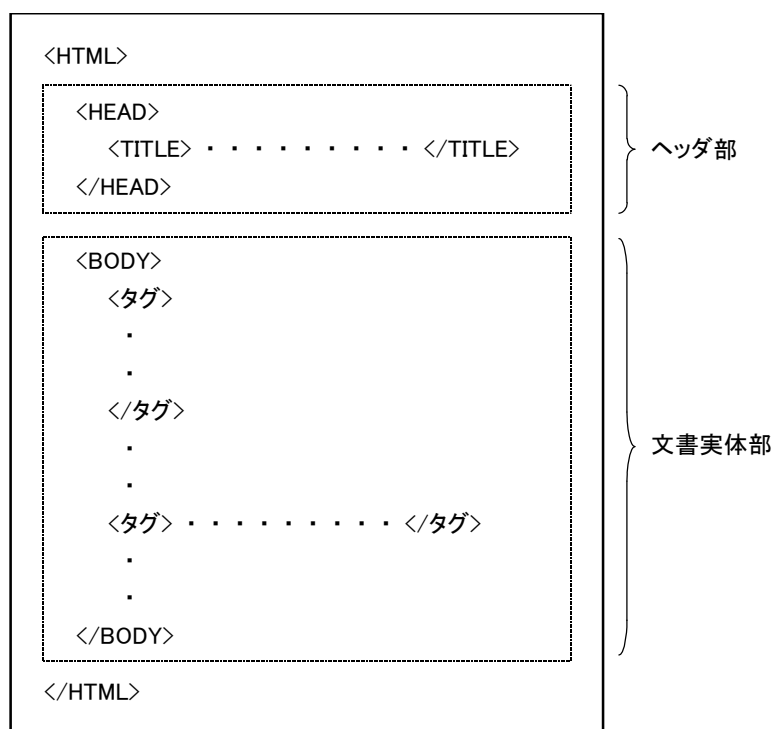 <HTML>
<HEAD>
<TITLE> ・ ・ ・ ・ ・ ・ ・ ・ ・ </TITLE>
</HEAD>
ヘッダ部
<BODY>
<タグ>
・
・
</タグ>
・
・
<タグ> ・ ・ ・ ・ ・ ・ ・ ・ ・ </タグ>
・
・
</BODY>
文書実体部
</HTML>